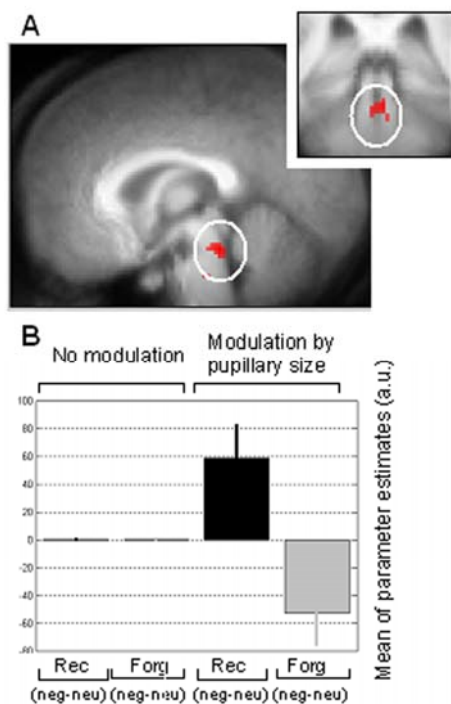 A
B
No modulation
Modulation by
pupillary size
Mean of parameter estimates (a.u.)
100
80
60
40
20
0
-20
-40
-60
-80
Rec Forg Rec Forg
(neg-neu) (neg-neu) (neg-neu) (neg-neu)